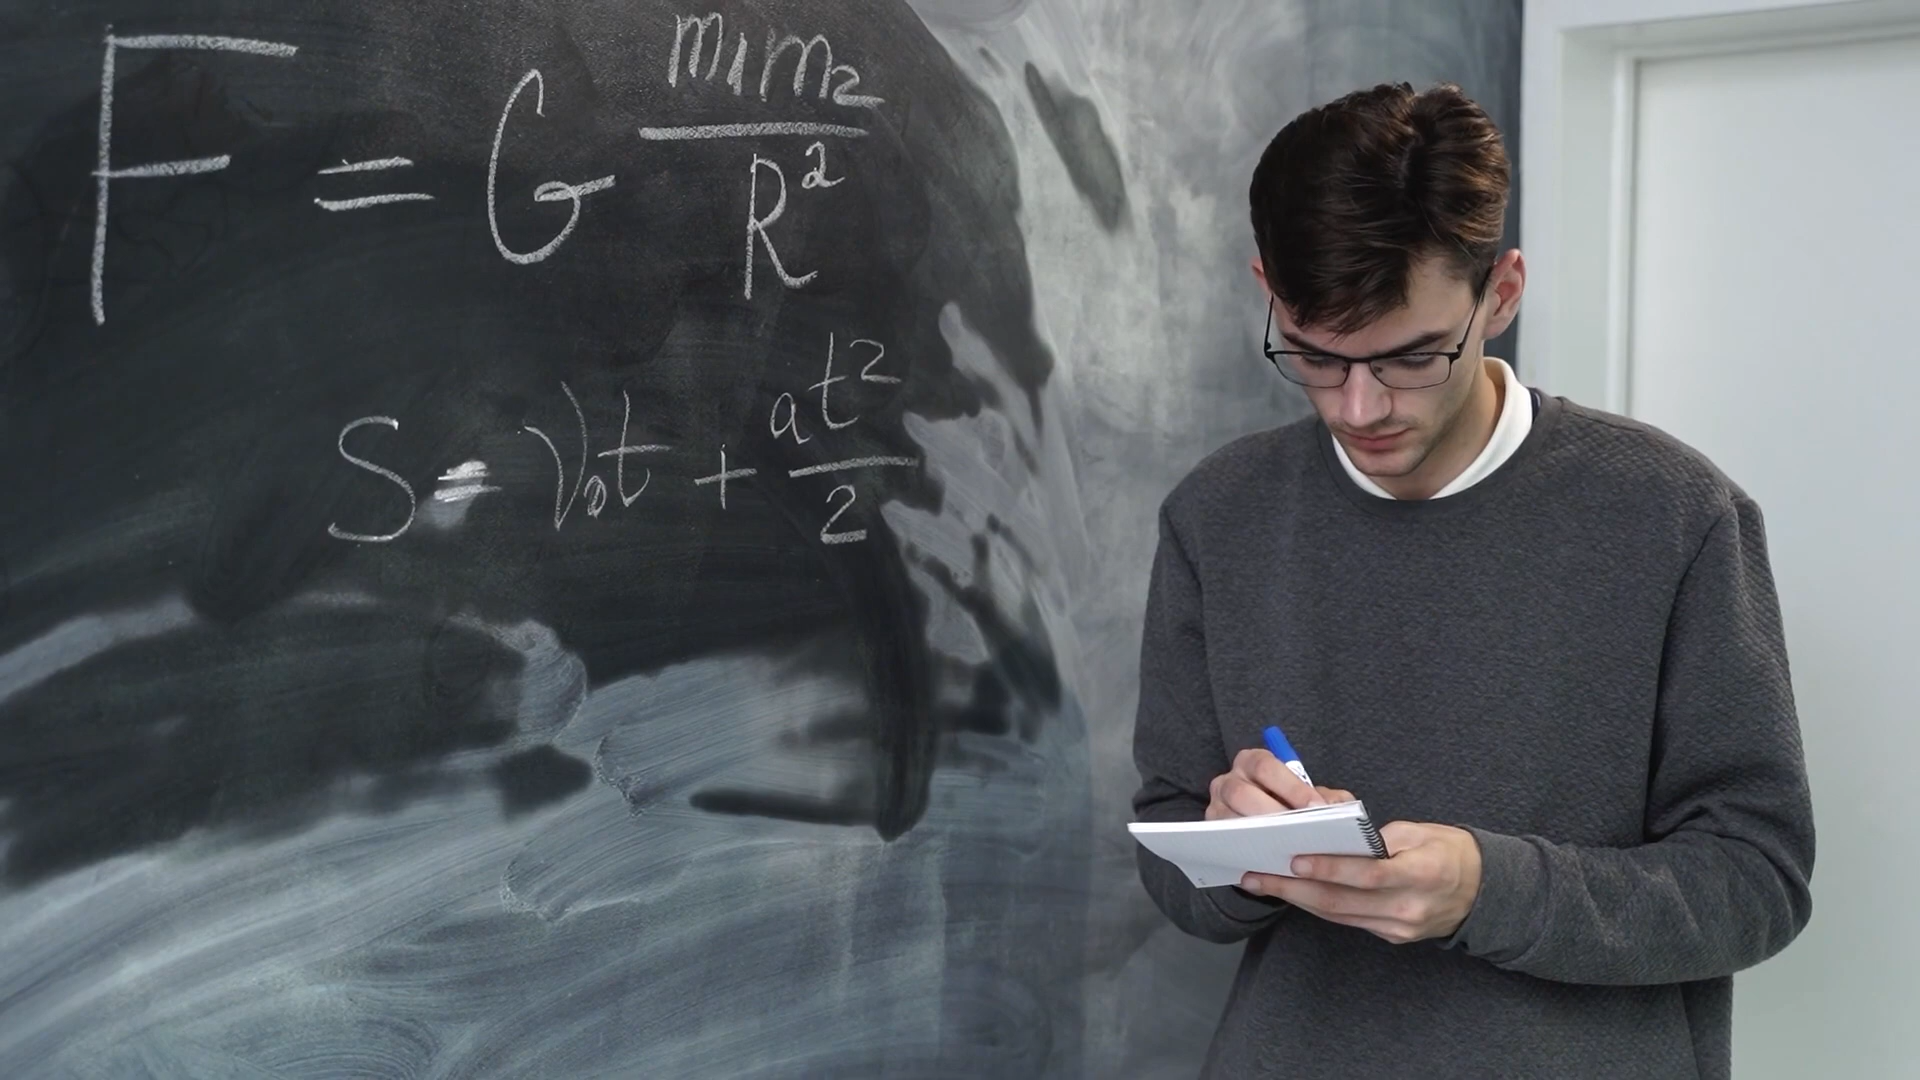 F = G m1m2/R²
S = V₀t + at²/2